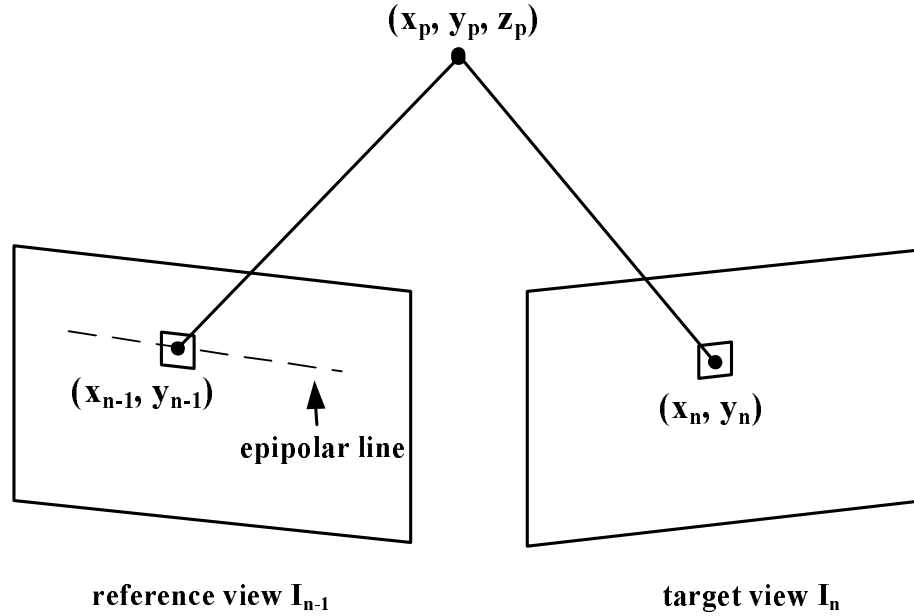 (xp, yp, zp)
(xn-1, yn-1)
epipolar line
(xn, yn)
reference view In-1
target view In